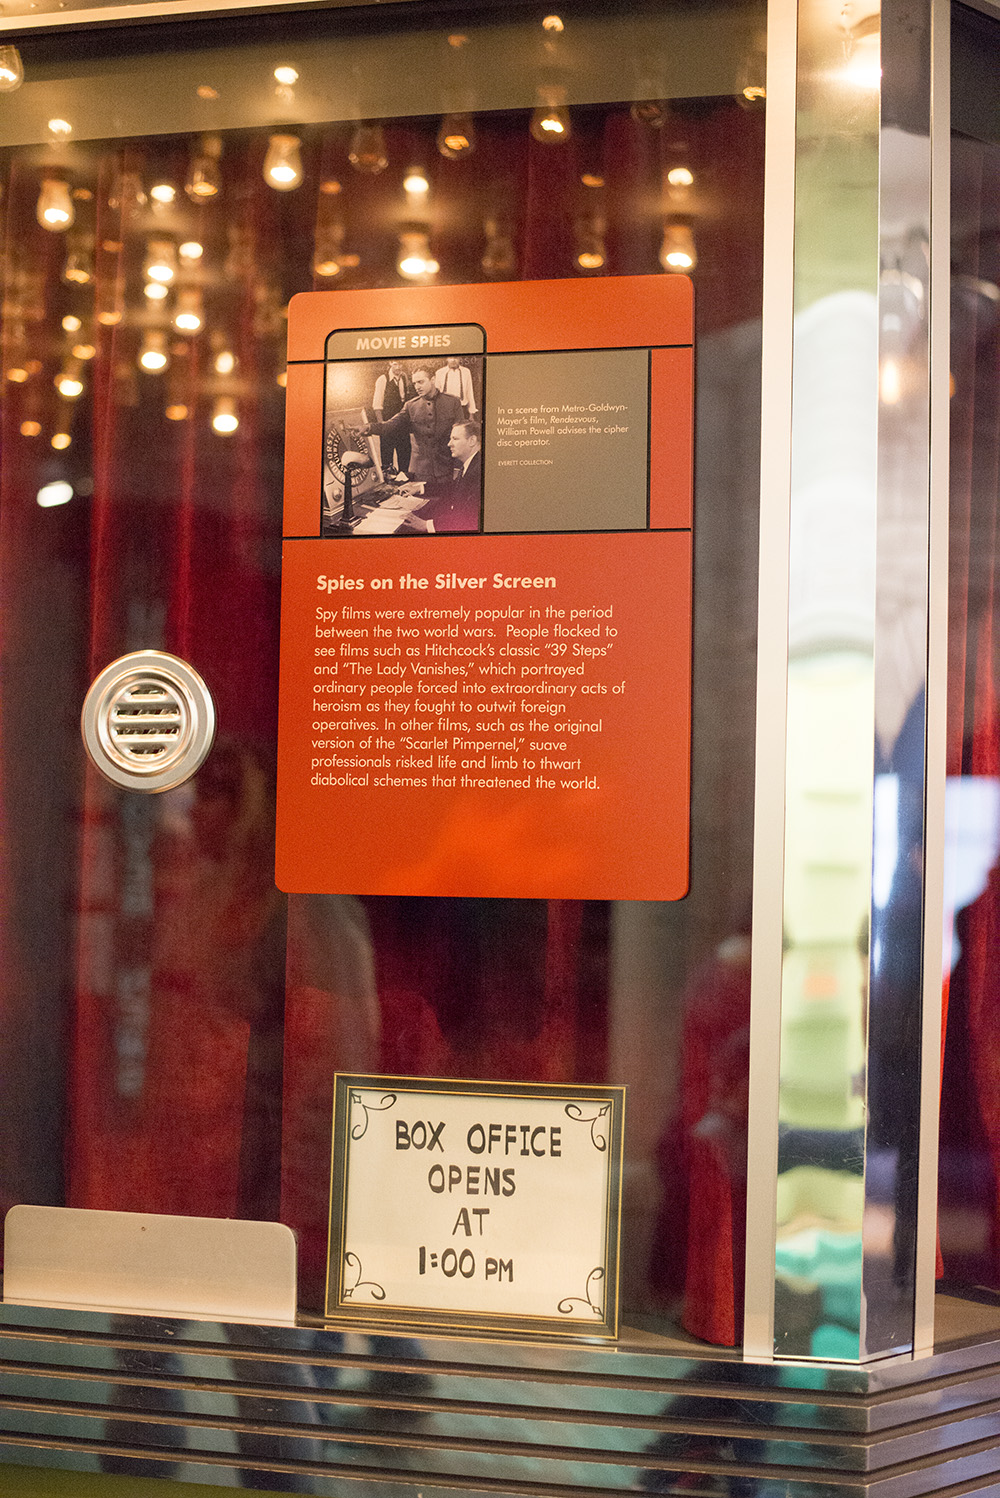 MOVIE SPIES
In a scene from Metro-Goldwyn-
Mayer's film, Rendezvous,
William Powell advises the cipher
disc operator.
EVERETT COLLECTION
Spies on the Silver Screen
Spy films were extremely popular in the period
between the two world wars. People flocked to
see films such as Hitchcock's classic "39 Steps"
and "The Lady Vanishes," which portrayed
ordinary people forced into extraordinary acts of
heroism as they fought to outwit foreign
operatives. In other films, such as the original
version of the "Scarlet Pimpernel," suave
professionals risked life and limb to thwart
diabolical schemes that threatened the world.
BOX OFFICE
OPENS
AT
1:00 PM